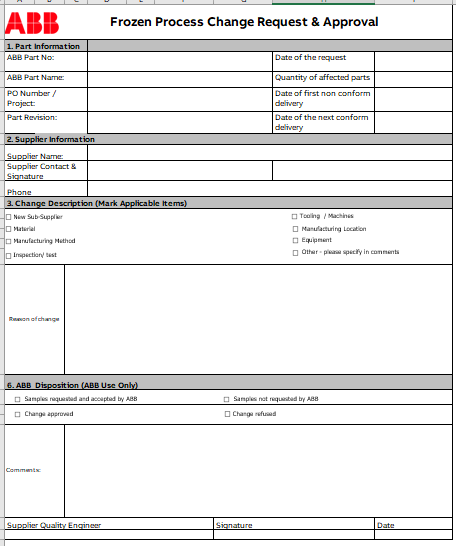 ABB
Frozen Process Change Request & Approval
1. Part Information
ABB Part No:
Date of the request
ABB Part Name:
Quantity of affected parts
PO Number /
Project:
Date of first non conform
delivery
Part Revision:
Date of the next conform
delivery
2. Supplier Information
Supplier Name:
Supplier Contact &
Signature
Phone
3. Change Description (Mark Applicable Items)
New Sub-Supplier
Tooling / Machines
Material
Manufacturing Location
Manufacturing Method
Equipment
Inspection/ test
Other - please specify in comments
Reason of change
6. ABB Disposition (ABB Use Only)
Samples requested and accepted by ABB
Samples not requested by ABB
Change approved
Change refused
Comments:
Supplier Quality Engineer
Signature
Date